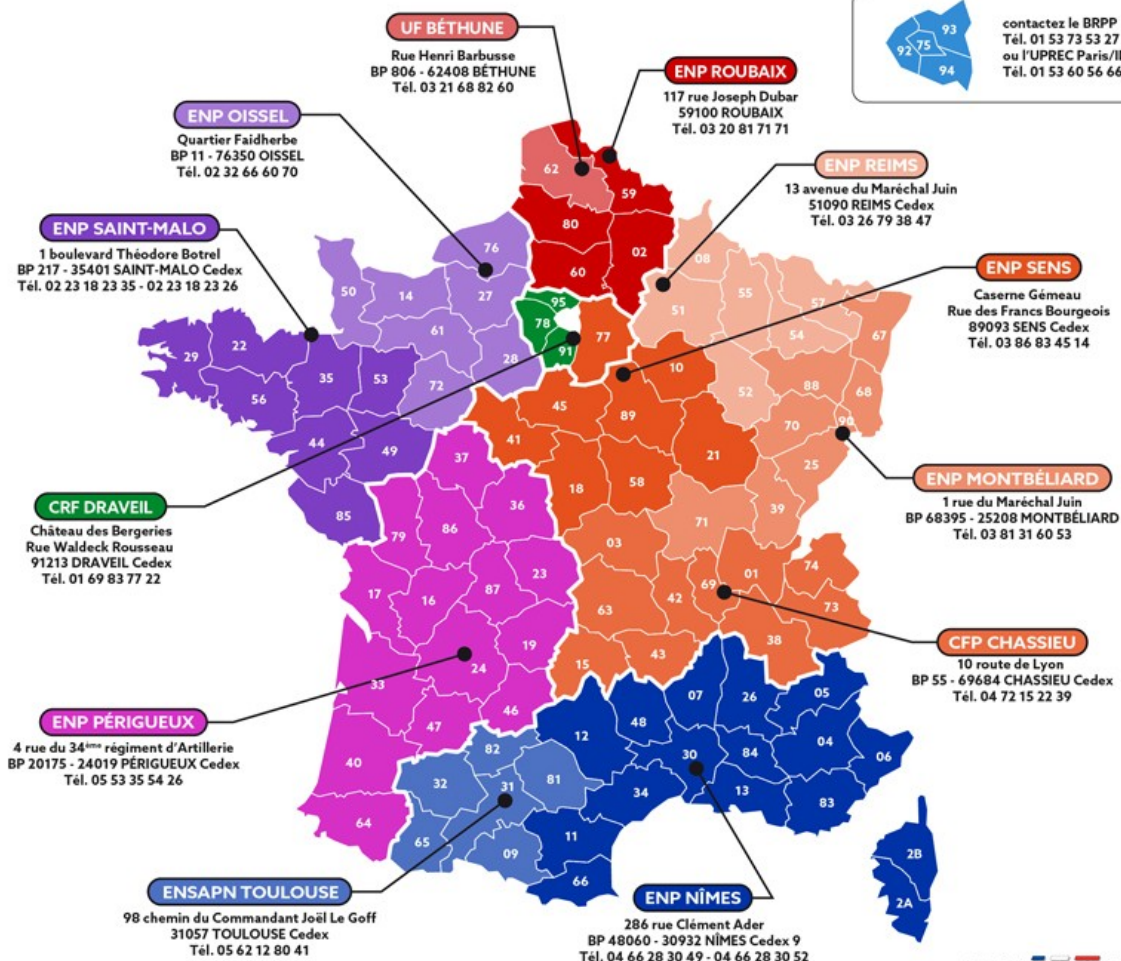 93
92
75
94
contactez le BRPP
Tél. 01 53 73 53 27
ou l'UPREC
Tél. 01 53 60 56 66
UF BÉTHUNE
Rue Henri Barbusse
BP 806 - 62408 BÉTHUNE
Tél. 03 21 68 82 60
ENP ROUBAIX
117 rue Joseph Dubar
59100 ROUBAIX
Tél. 03 20 81 71 71
ENP OISSEL
Quartier Faidherbe
BP 11 - 76350 OISSEL
Tél. 02 32 66 60 70
ENP REIMS
13 avenue du Maréchal Juin
51090 REIMS Cedex
Tél. 03 26 79 38 47
ENP SAINT-MALO
1 boulevard Théodore Botrel
BP 217 - 35401 SAINT-MALO Cedex
Tél. 02 23 18 23 35 - 02 23 18 23 26
ENP SENS
Caserne Gémeau
Rue des Francs Bourgeois
89093 SENS Cedex
Tél. 03 86 83 45 14
CRF DRAVEIL
Château des Bergeries
Rue Waldeck Rousseau
91213 DRAVEIL Cedex
Tél. 01 69 83 77 22
ENP MONTBÉLIARD
1 rue du Maréchal Juin
BP 68395 - 25208 MONTBÉLIARD
Tél. 03 81 31 60 53
CFP CHASSIEU
10 route de Lyon
BP 55 - 69684 CHASSIEU Cedex
Tél. 04 72 15 22 39
ENP PÉRIGUEUX
4 rue du 34ème régiment d'Artillerie
BP 20175 - 24019 PÉRIGUEUX Cedex
Tél. 05 53 35 54 26
ENSAPN TOULOUSE
98 chemin du Commandant Joël Le Goff
31057 TOULOUSE Cedex
Tél. 05 62 12 80 41
ENP NÎMES
286 rue Clément Ader
BP 48060 - 30932 NÎMES Cedex 9
Tél. 04 66 28 30 49 - 04 66 28 30 52
62
59
80
02
60
76
50
14
27
61
28
72
95
78
91
77
08
51
55
57
54
67
52
88
68
70
90
25
39
71
10
45
89
41
21
18
58
29
22
35
53
56
44
49
85
37
36
79
86
17
16
87
23
19
24
33
47
46
40
64
03
63
42
69
01
74
73
38
15
43
07
26
05
48
12
30
84
04
06
34
13
83
11
66
2B
2A
82
32
31
81
65
09